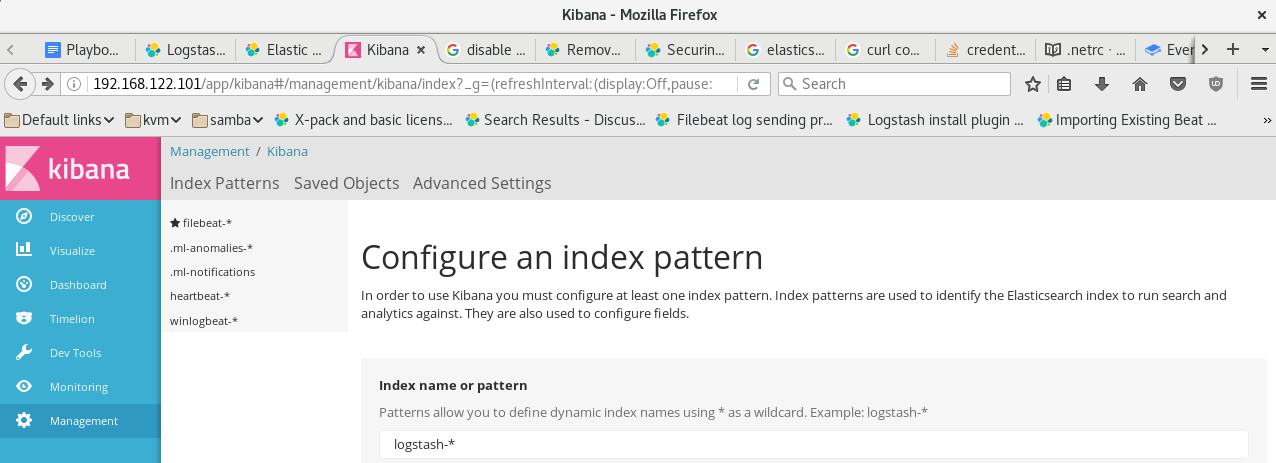 Kibana - Mozilla Firefox
Playbo... Logstas... Elastic ... Kibana disable ... Remov... Securin... elastics... curl co... credent... .netrc · ... Ever
192.168.122.101/app/kibana#/management/kibana/index?_g=(refreshInterval:(display:Off,pause: Search
Default links kvm samba X-pack and basic licens... Search Results - Discus... Filebeat log sending pr... Logstash install plugin ... Importing Existing Beat ...
kibana
Management / Kibana
Index Patterns Saved Objects Advanced Settings
Discover
Visualize
Dashboard
Timelion
Dev Tools
Monitoring
Management
filebeat-*
.ml-anomalies-*
.ml-notifications
heartbeat-*
winlogbeat-*
Configure an index pattern
In order to use Kibana you must configure at least one index pattern. Index patterns are used to identify the Elasticsearch index to run search and
analytics against. They are also used to configure fields.
Index name or pattern
Patterns allow you to define dynamic index names using * as a wildcard. Example: logstash-*
logstash-*